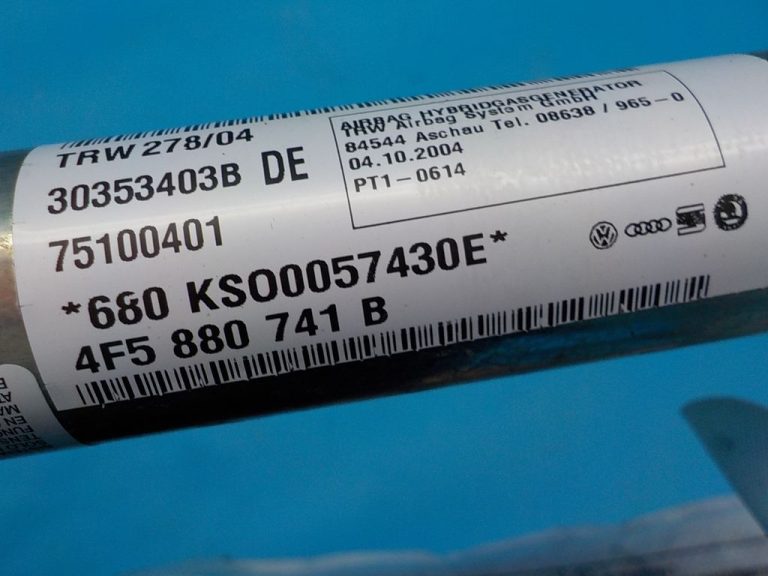 TRW 278/04
30353403B DE
75100401
*680 KSO0057430E*
4F5 880 741 B
AIRBAG HYBRIDGASGENERATOR
TRW Airbag System GmbH
84544 Aschau Tel. 08638 / 965-0
04.10.2004
PT1-0614